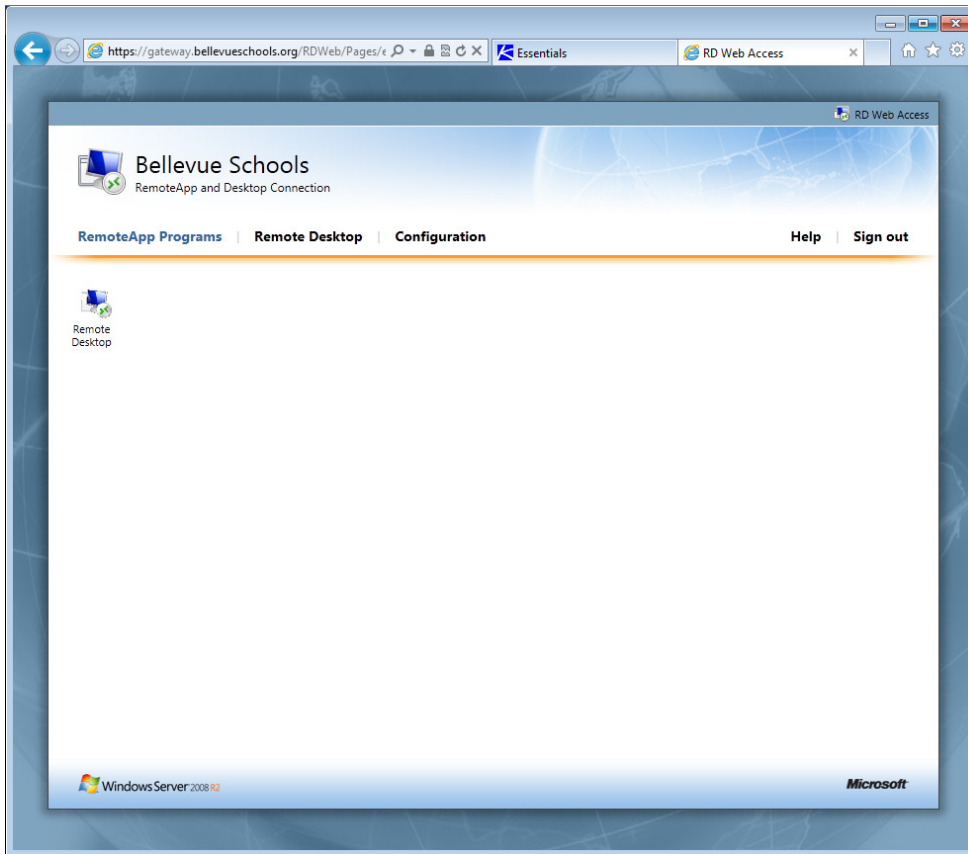 https://gateway.bellevueschools.org/RDWeb/Pages/e
Essentials
RD Web Access
RD Web Access
Bellevue Schools
RemoteApp and Desktop Connection
RemoteApp Programs | Remote Desktop | Configuration
Help | Sign out
Remote
Desktop
Windows Server 2008 R2
Microsoft